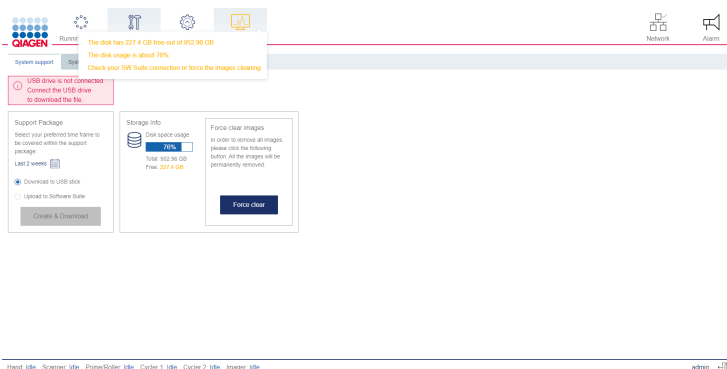 QIAGEN
Runnin
Network
Alarm
The disk has 227.4 GB free out of 952.96 GB
The disk usage is about 76%
Check your SW Suite connection or force the images cleaning
System support
Sys
USB drive is not connected
Connect the USB drive
to download the file.
Support Package
Select your preferred time frame to
be covered within the support
package:
Last 2 weeks
Download to USB stick
Upload to Software Suite
Create & Download
Storage Info
Disk space usage
76%
Total: 952.96 GB
Free: 227.4 GB
Force clear images
In order to remove all images,
please click the following
button. All the images will be
permanently removed.
Force clear
Hand: Idle Scanner: Idle Prime/Roller: Idle Cycler 1: Idle Cycler 2: Idle Imager: Idle
admin